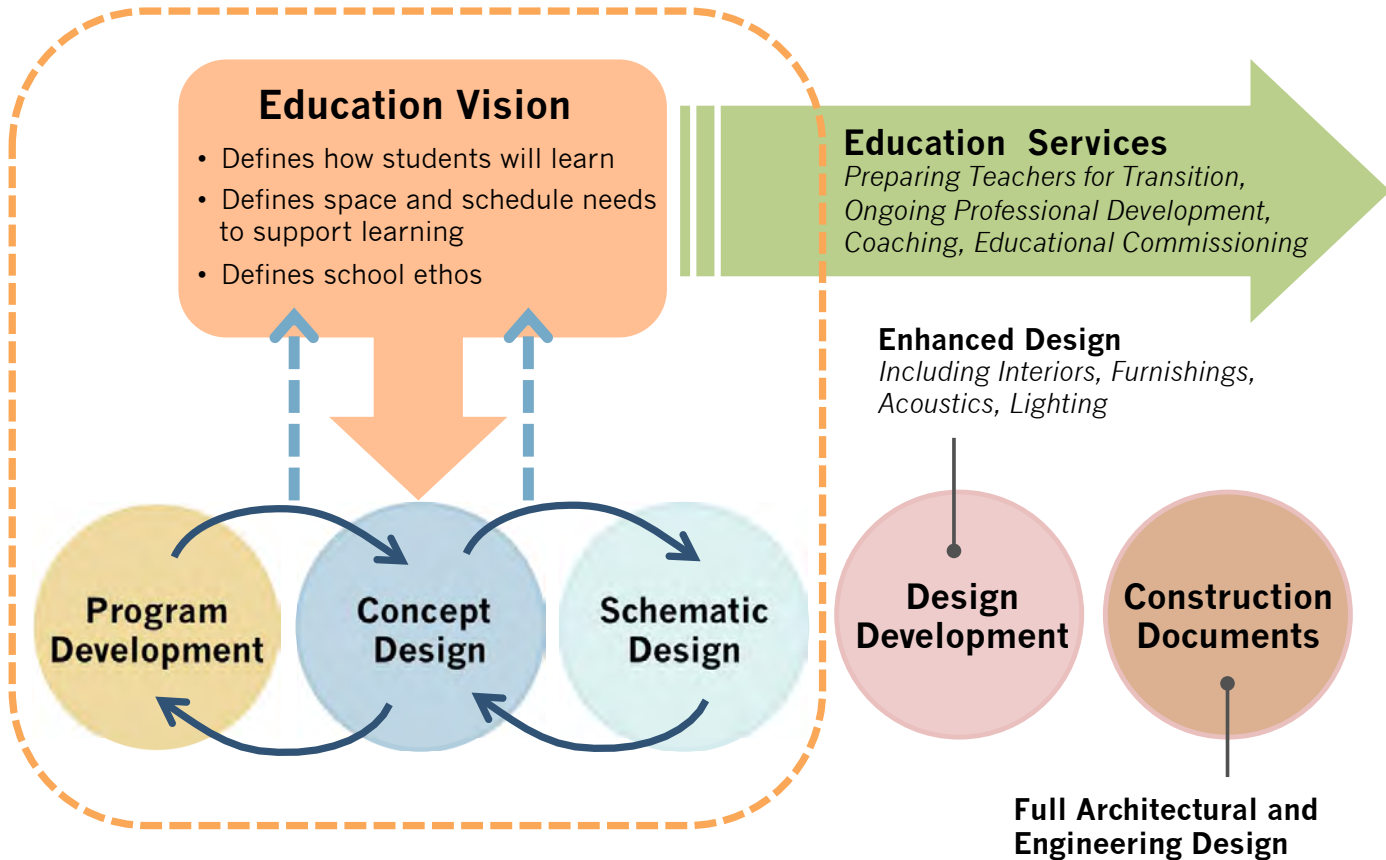 Education Vision
• Defines how students will learn
• Defines space and schedule needs
to support learning
• Defines school ethos
Education Services
Preparing Teachers for Transition,
Ongoing Professional Development,
Coaching, Educational Commissioning
Enhanced Design
Including Interiors, Furnishings,
Acoustics, Lighting
Program
Development
Concept
Design
Schematic
Design
Design
Development
Construction
Documents
Full Architectural and
Engineering Design